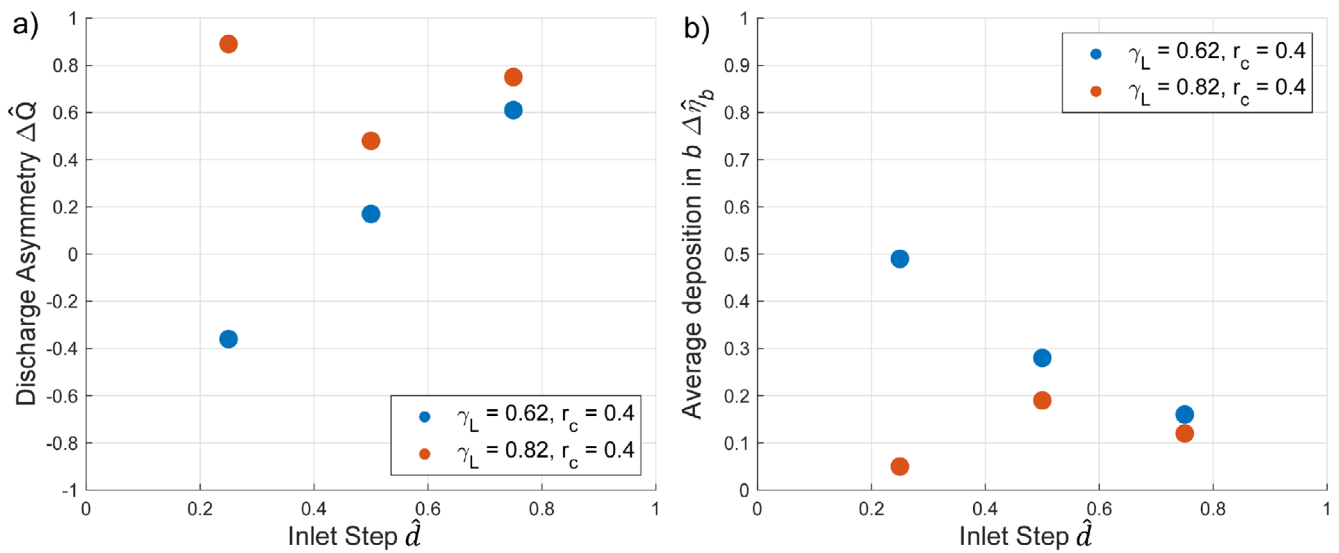 a)
Discharge Asymmetry ΔQ̂
1
0.8
0.6
0.4
0.2
0
-0.2
-0.4
-0.6
-0.8
-1
γL = 0.62, rc = 0.4
γL = 0.82, rc = 0.4
0 0.2 0.4 0.6 0.8 1
Inlet Step d̂
b)
Average deposition in b Δη̂b
1
0.9
0.8
0.7
0.6
0.5
0.4
0.3
0.2
0.1
0
γL = 0.62, rc = 0.4
γL = 0.82, rc = 0.4
0 0.2 0.4 0.6 0.8 1
Inlet Step d̂